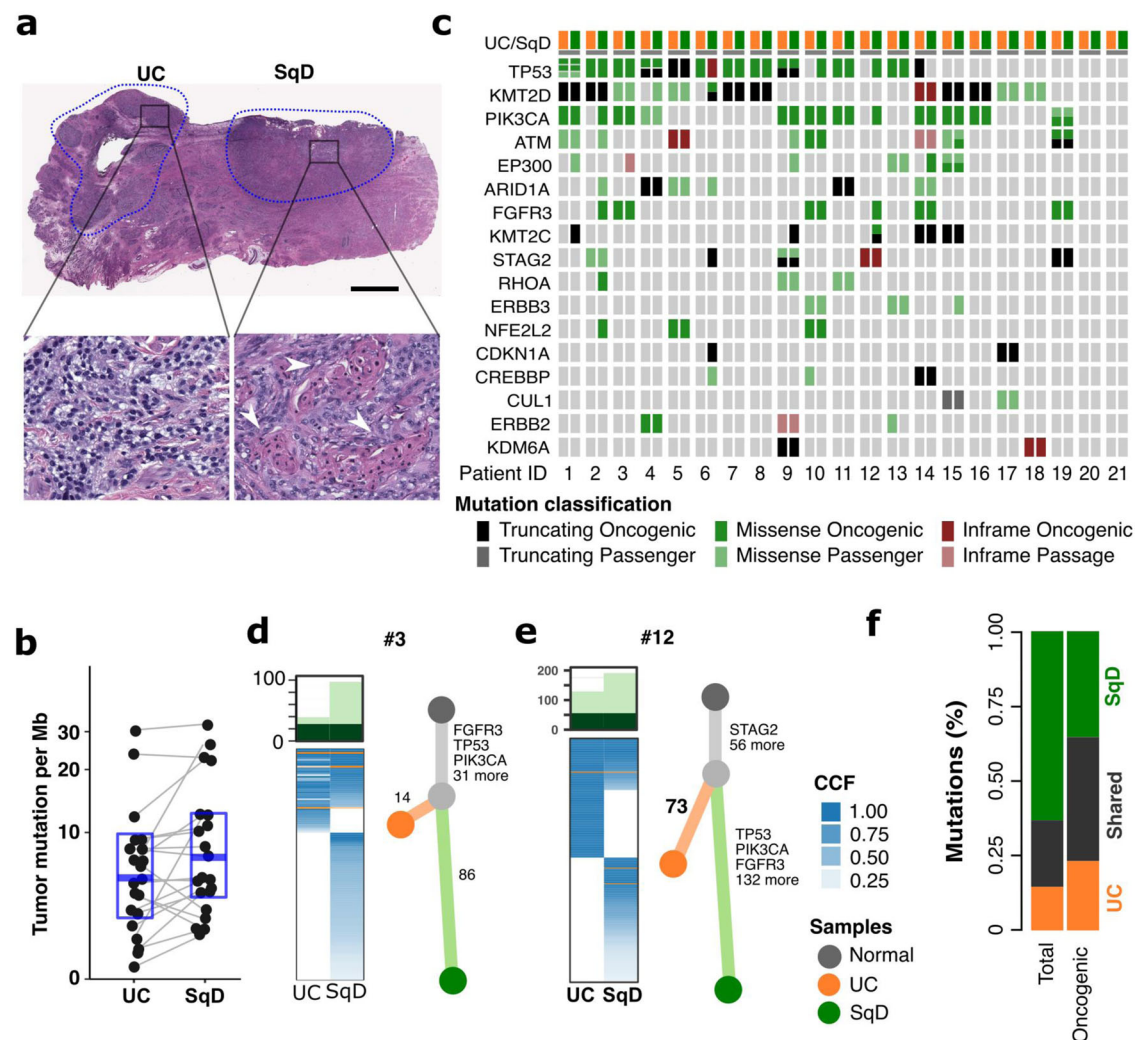 a
UC
SqD
c
UC/SqD
TP53
KMT2D
PIK3CA
ATM
EP300
ARID1A
FGFR3
KMT2C
STAG2
RHOA
ERBB3
NFE2L2
CDKN1A
CREBBP
CUL1
ERBB2
KDM6A
Patient ID 1 2 3 4 5 6 7 8 9 10 11 12 13 14 15 16 17 18 19 20 21
Mutation classification
Truncating Oncogenic Missense Oncogenic Inframe Oncogenic
Truncating Passenger Missense Passenger Inframe Passage
b
Tumor mutation per Mb
30
20
10
0
UC SqD
d
#3
100
0
FGFR3
TP53
PIK3CA
31 more
14
86
UC SqD
e
#12
200
100
0
STAG2
56 more
73
TP53
PIK3CA
FGFR3
132 more
UC SqD
CCF
1.00
0.75
0.50
0.25
Samples
Normal
UC
SqD
f
Mutations (%)
1.00
0.75
0.50
0.25
0
SqD
Shared
UC
Total
Oncogenic